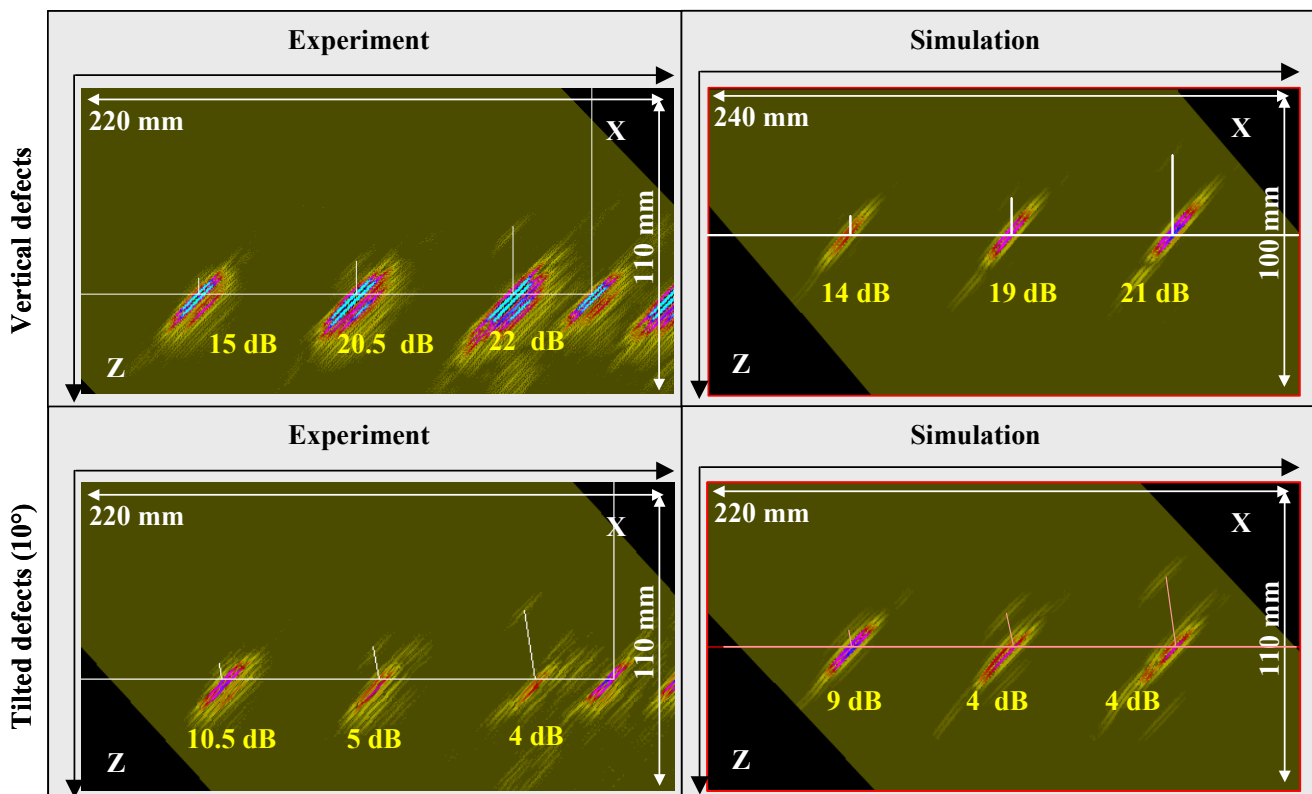 Experiment
Simulation
Vertical defects
220 mm
X
110 mm
15 dB
20.5 dB
22 dB
Z
240 mm
X
100 mm
14 dB
19 dB
21 dB
Z
Experiment
Simulation
Tilted defects (10°)
220 mm
X
110 mm
10.5 dB
5 dB
4 dB
Z
220 mm
X
110 mm
9 dB
4 dB
4 dB
Z